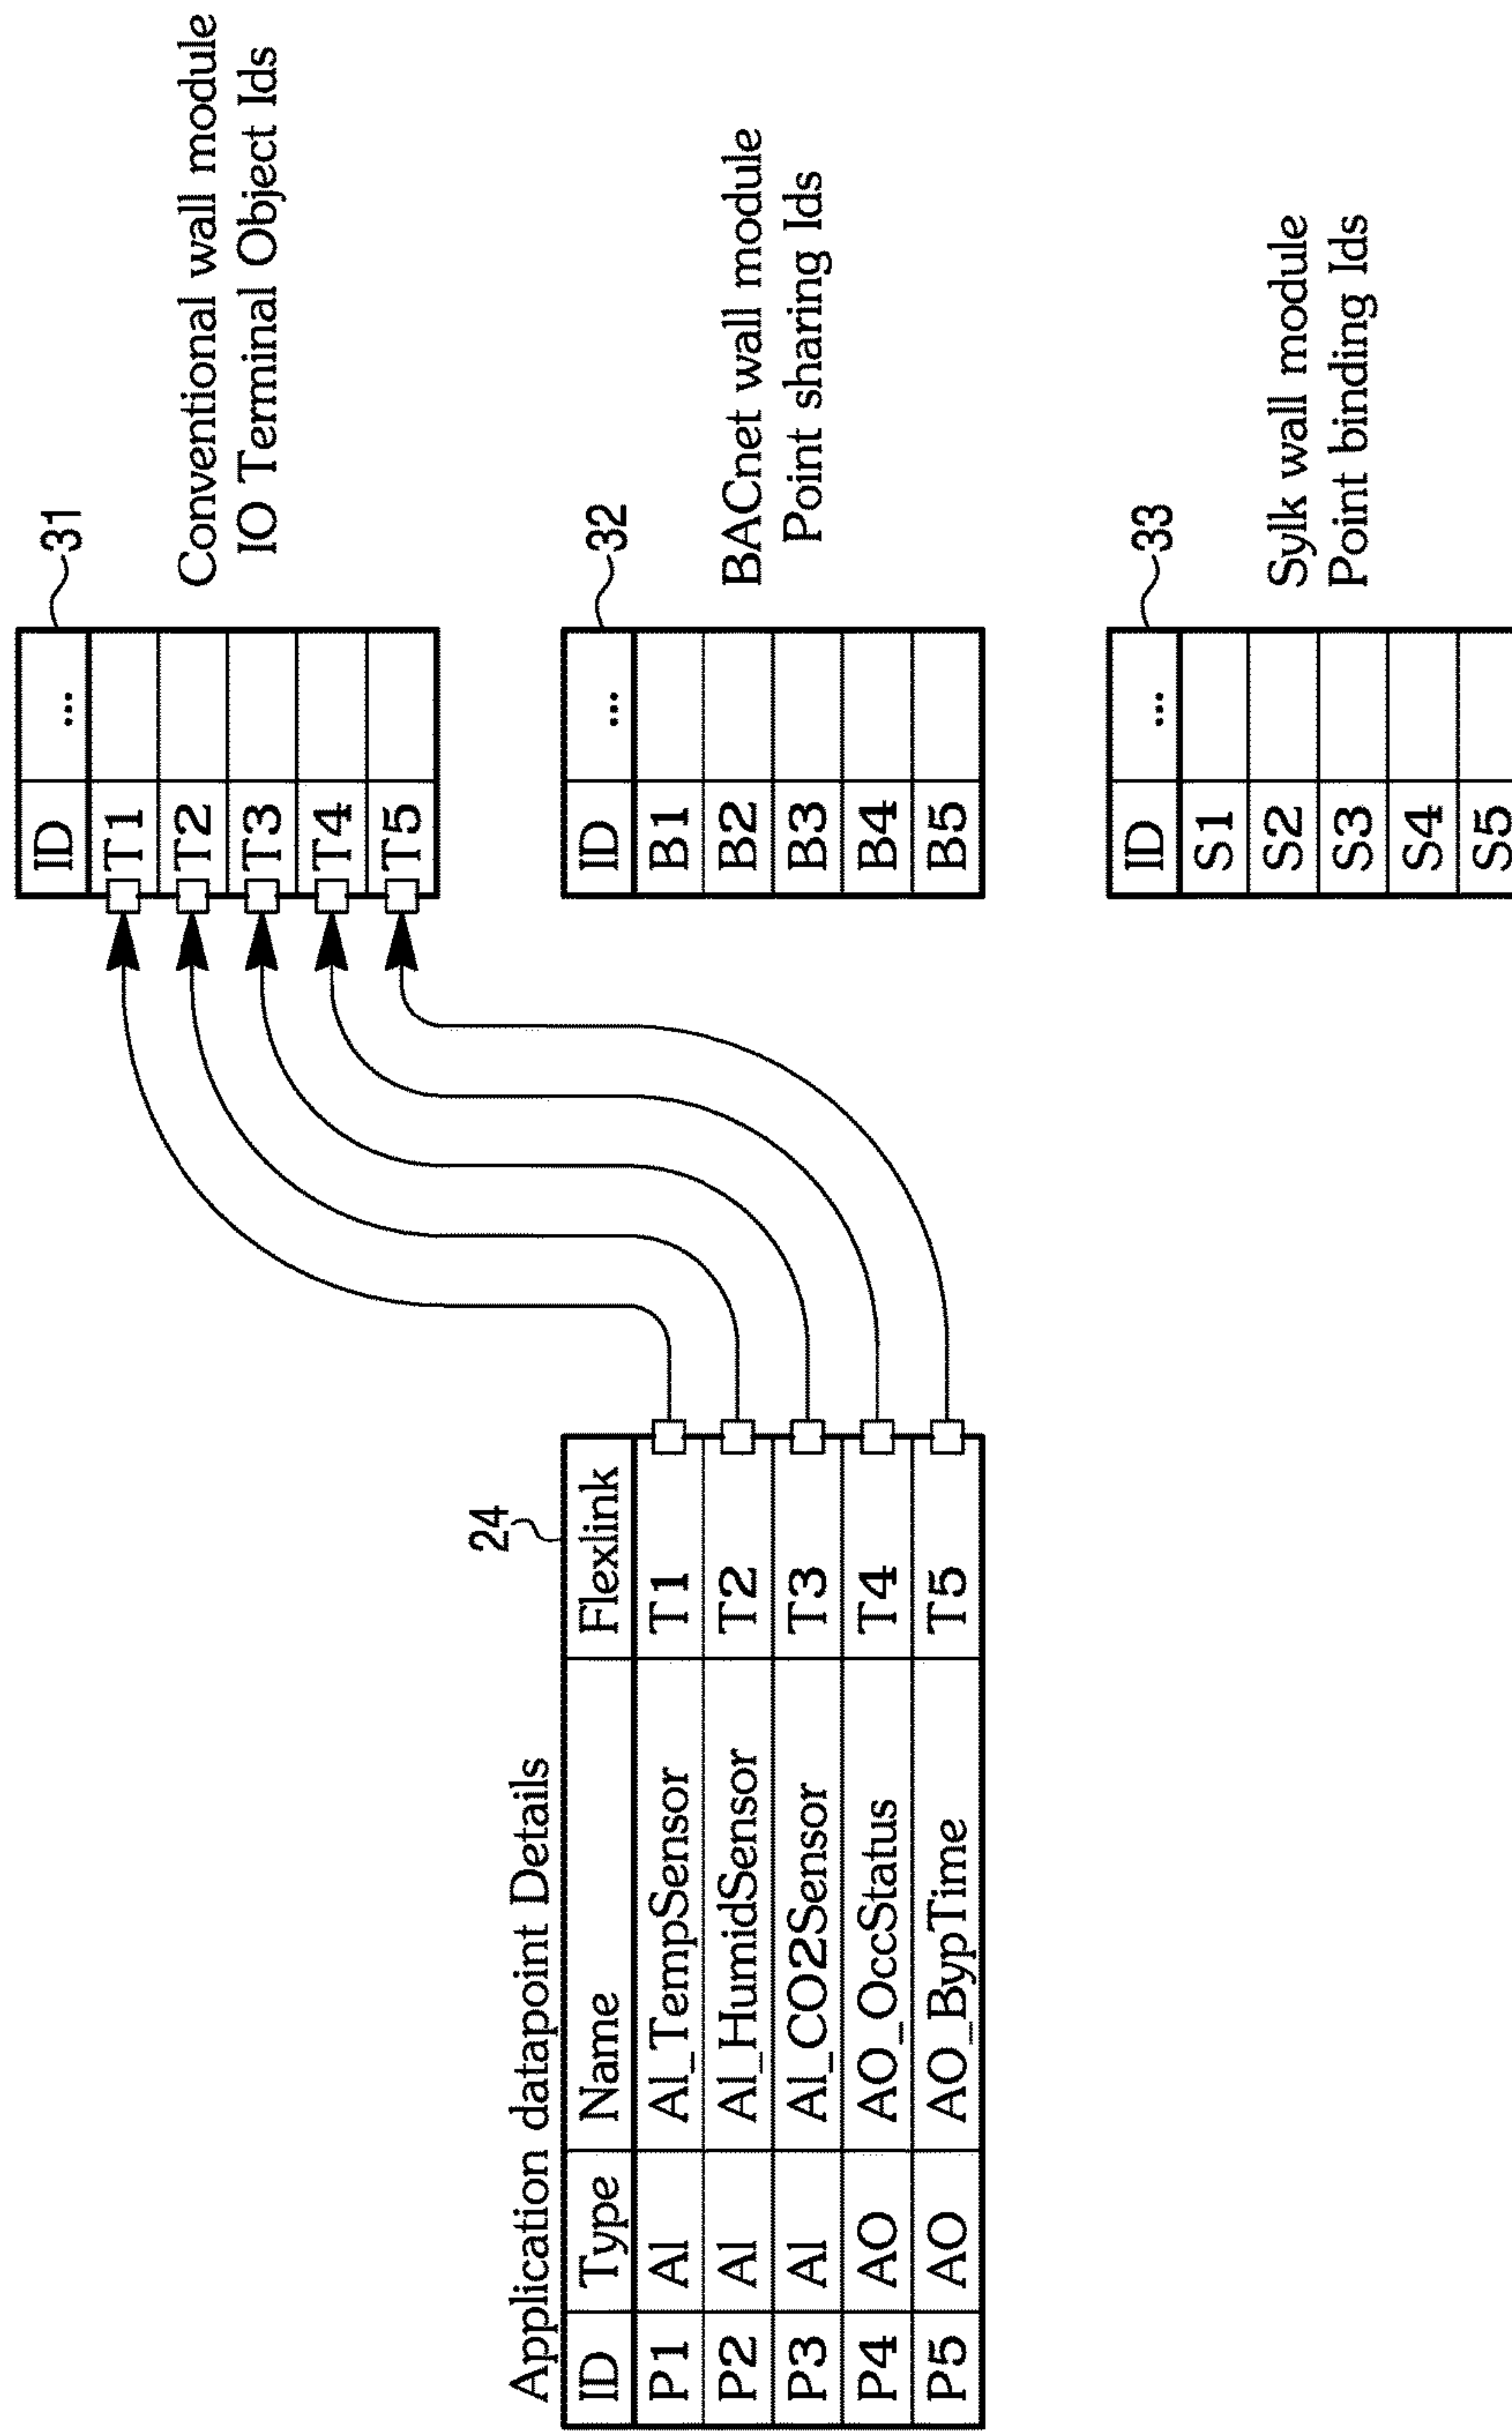 Application datapoint Details
24
ID Type Name Flexlink
P1 AI AI_TempSensor T1
P2 AI AI_HumidSensor T2
P3 AI AI_CO2Sensor T3
P4 AO AO_OccStatus T4
P5 AO AO_BypTime T5
ID ...
T1
T2
T3
T4
T5
31
Conventional wall module
IO Terminal Object Ids
ID ...
B1
B2
B3
B4
B5
32
BACnet wall module
Point sharing Ids
ID ...
S1
S2
S3
S4
S5
33
Sylk wall module
Point binding Ids